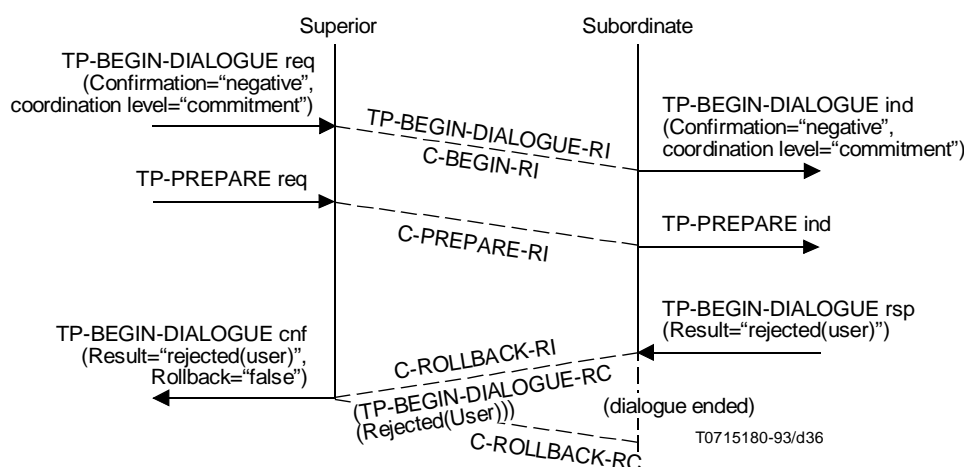 Superior
Subordinate
TP-BEGIN-DIALOGUE req
(Confirmation=“negative”,
coordination level=“commitment”)
TP-BEGIN-DIALOGUE-RI
C-BEGIN-RI
TP-BEGIN-DIALOGUE ind
(Confirmation=“negative”,
coordination level=“commitment”)
TP-PREPARE req
C-PREPARE-RI
TP-PREPARE ind
TP-BEGIN-DIALOGUE rsp
(Result=“rejected(user)”)
TP-BEGIN-DIALOGUE cnf
(Result=“rejected(user)”,
Rollback=“false”)
C-ROLLBACK-RI
(TP-BEGIN-DIALOGUE-RC
(Rejected(User)))
(dialogue ended)
C-ROLLBACK-RC
T0715180-93/d36